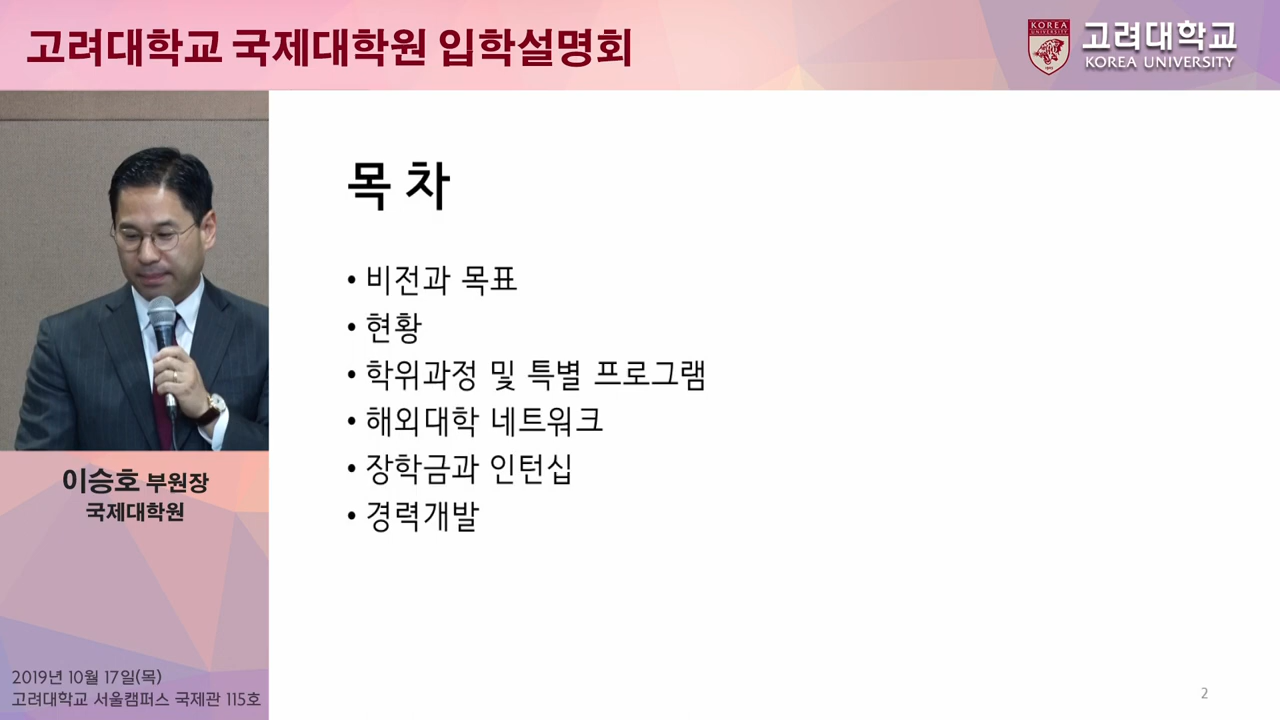 고려대학교 국제대학원 입학설명회
KOREA
UNIVERSITY
고려대학교
KOREA UNIVERSITY
목 차
• 비전과 목표
• 현황
• 학위과정 및 특별 프로그램
• 해외대학 네트워크
• 장학금과 인턴십
• 경력개발
이승호 부원장
국제대학원
2019년 10월 17일(목)
고려대학교 서울캠퍼스 국제관 115호
2